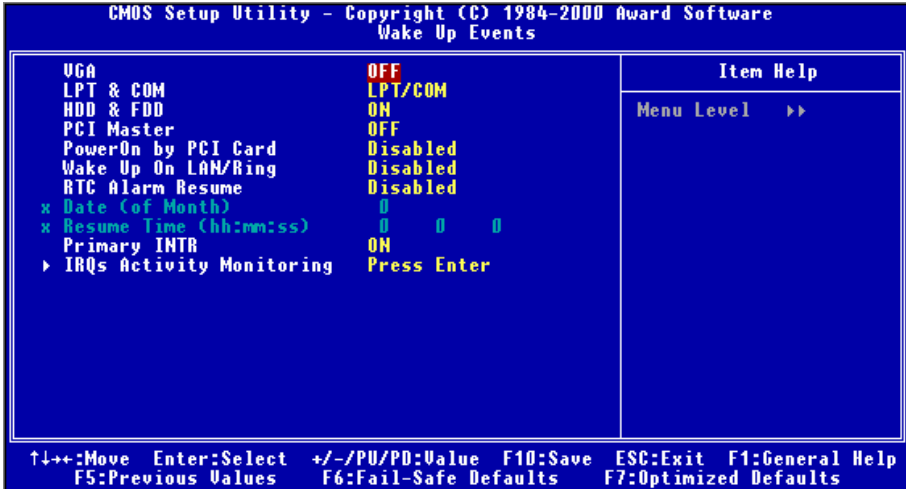 CMOS Setup Utility - Copyright (C) 1984-2000 Award Software
Wake Up Events
VGA OFF
LPT & COM LPT/COM
HDD & FDD ON
PCI Master OFF
PowerOn by PCI Card Disabled
Wake Up On LAN/Ring Disabled
RTC Alarm Resume Disabled
x Date (of Month) 0
x Resume Time (hh:mm:ss) 0 0 0
Primary INTR ON
▸ IRQs Activity Monitoring Press Enter
Item Help
Menu Level ▸▸
↑↓→←:Move Enter:Select +/-/PU/PD:Value F10:Save ESC:Exit F1:General Help
F5:Previous Values F6:Fail-Safe Defaults F7:Optimized Defaults